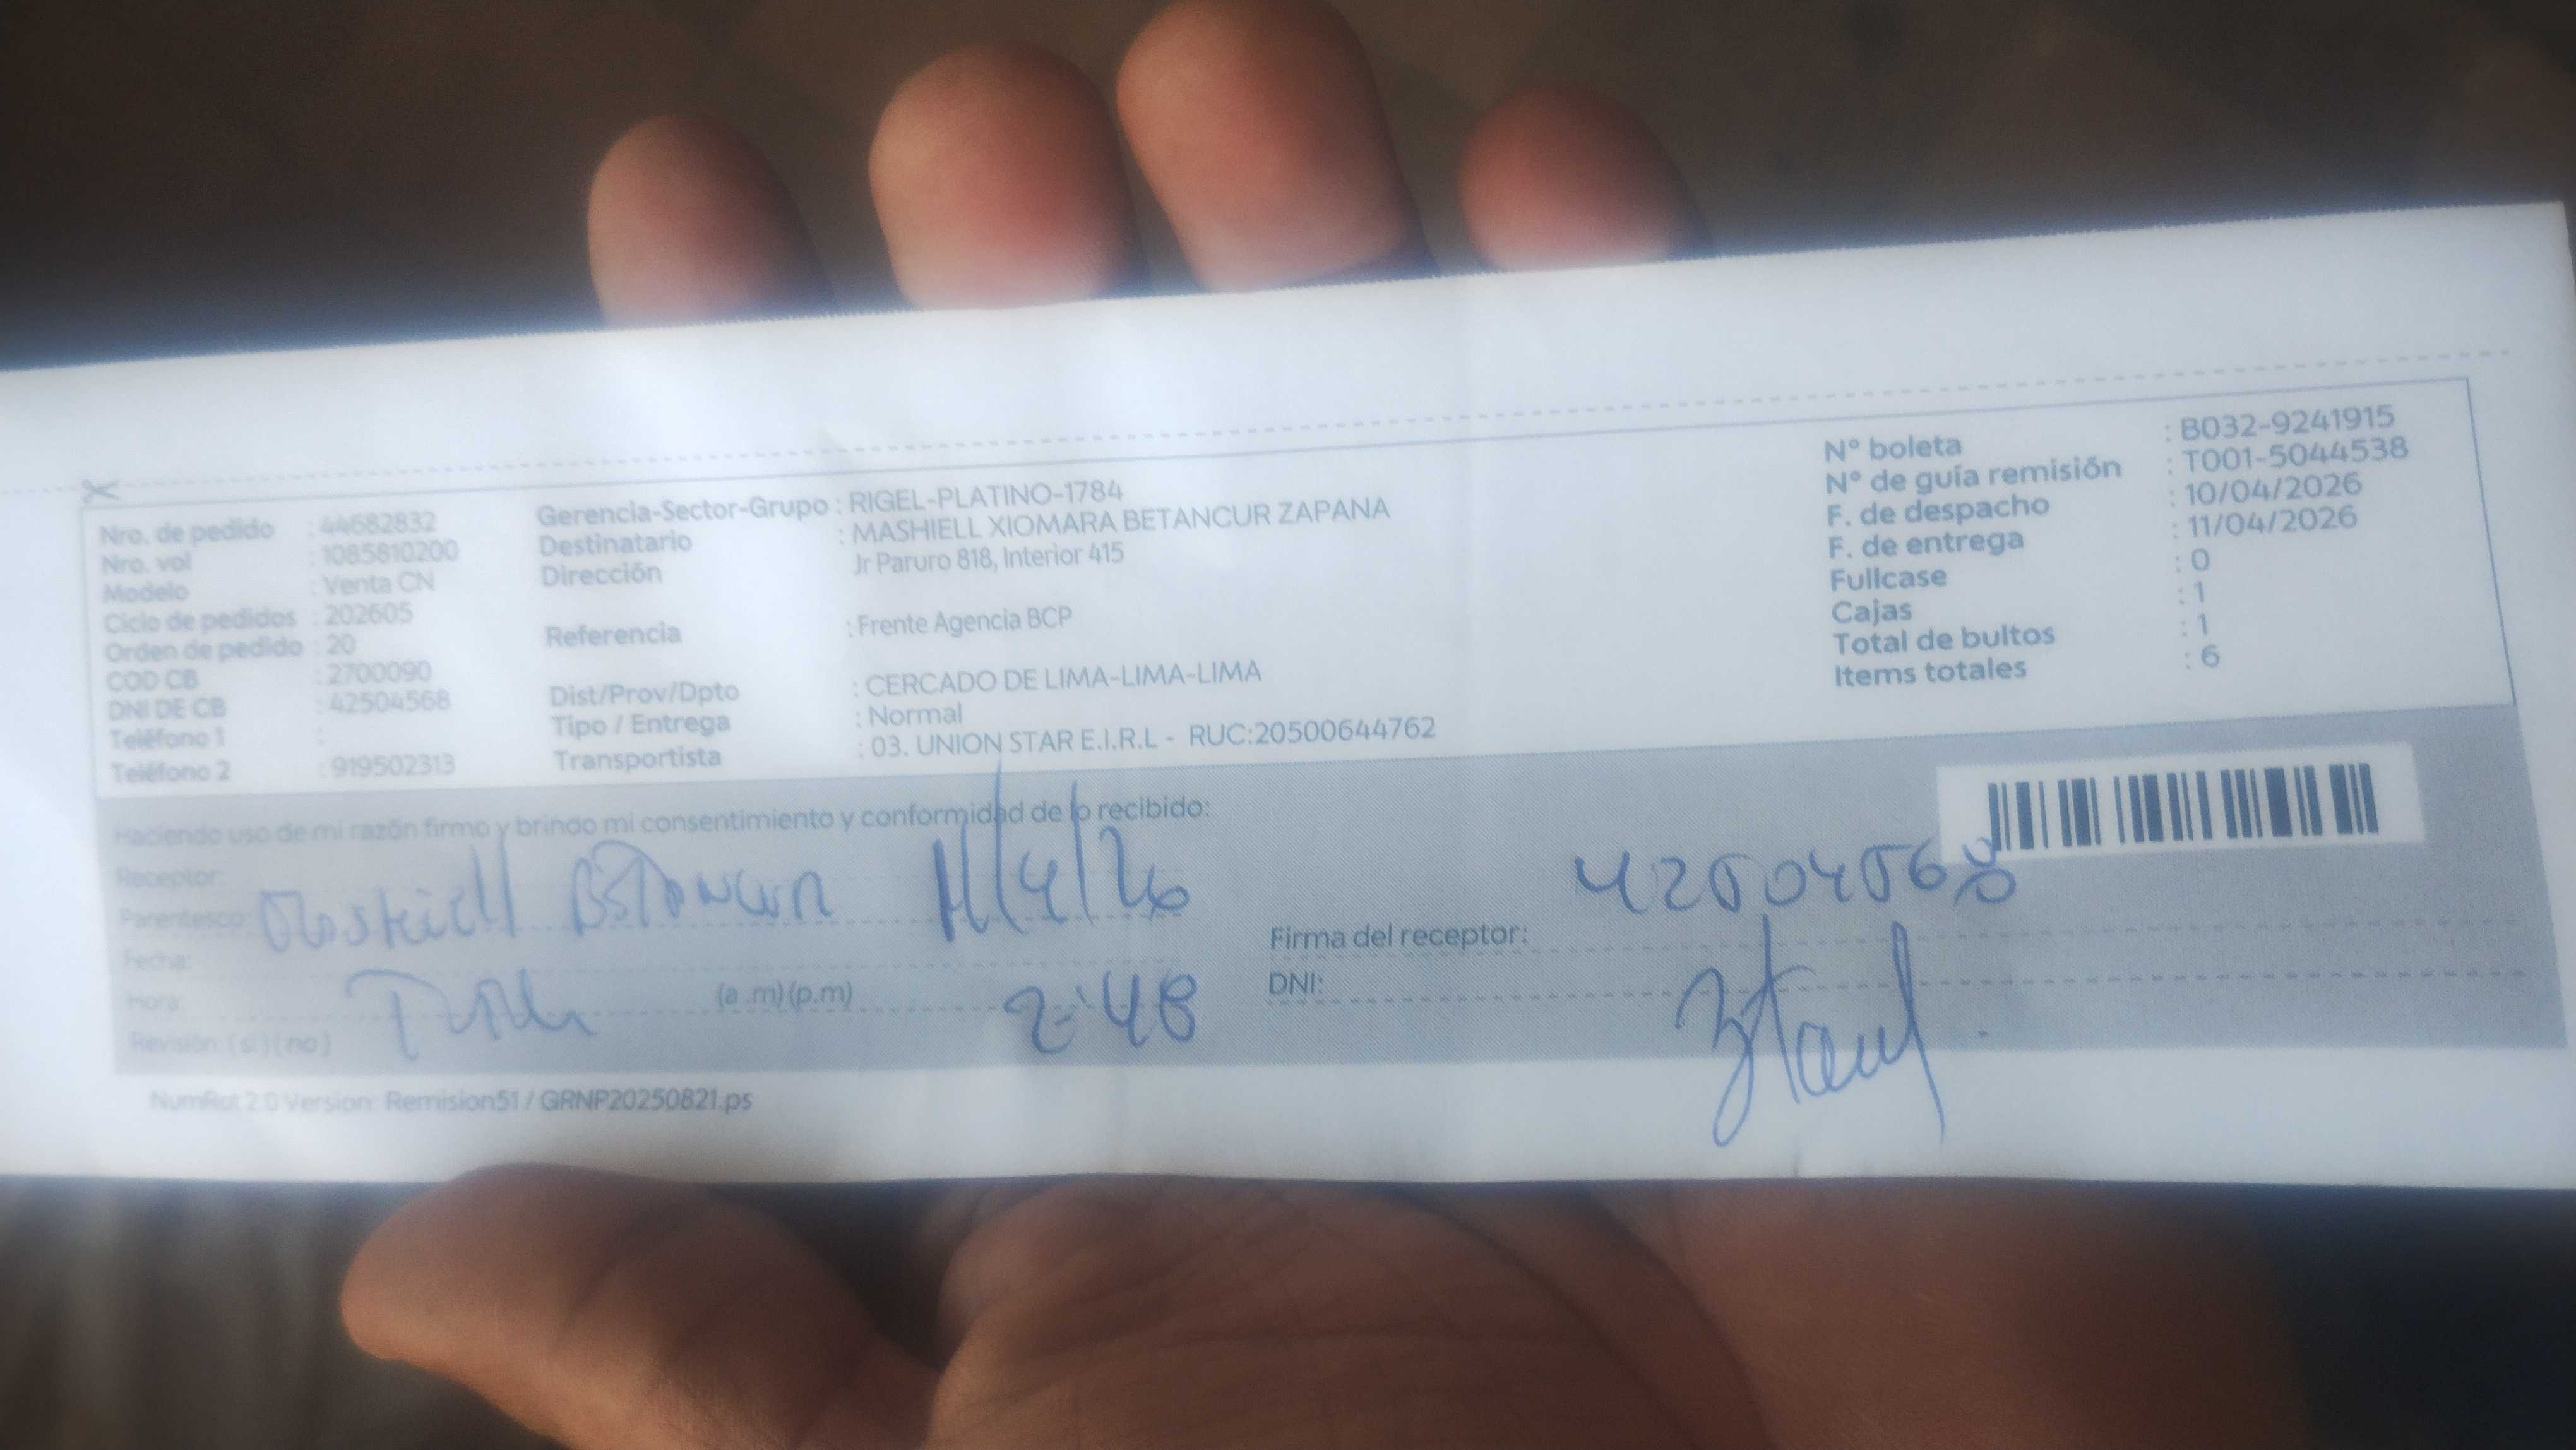 Nro. de pedido : 44682832
Nro. vol : 1085810200
Modelo : Venta CN
Ciclo de pedidos : 202605
Orden de pedido : 20
COD CB : 2700090
DNI DE CB : 42504568
Teléfono 1 :
Teléfono 2 : 919502313
Gerencia-Sector-Grupo : RIGEL-PLATINO-1784
Destinatario : MASHIELL XIOMARA BETANCUR ZAPANA
Dirección Jr Paruro 818, Interior 415
Referencia : Frente Agencia BCP
Dist/Prov/Dpto : CERCADO DE LIMA-LIMA-LIMA
Tipo / Entrega : Normal
Transportista : 03. UNION STAR E.I.R.L - RUC:20500644762
N° boleta : B032-9241915
N° de guía remisión : T001-5044538
F. de despacho : 10/04/2026
F. de entrega : 11/04/2026
Fullcase : 0
Cajas : 1
Total de bultos : 1
Items totales : 6
Haciendo uso de mi razón firmo y brindo mi consentimiento y conformidad de lo recibido:
Receptor:
Parentesco: Mashiell Betancur 11/4/26
Fecha:
Hora: (a .m) (p.m) 2:48
Revisión: (si) (no)
42504568
Firma del receptor:
DNI:
NumRot 2.0 Version: Remision51 / GRNP20250821.ps